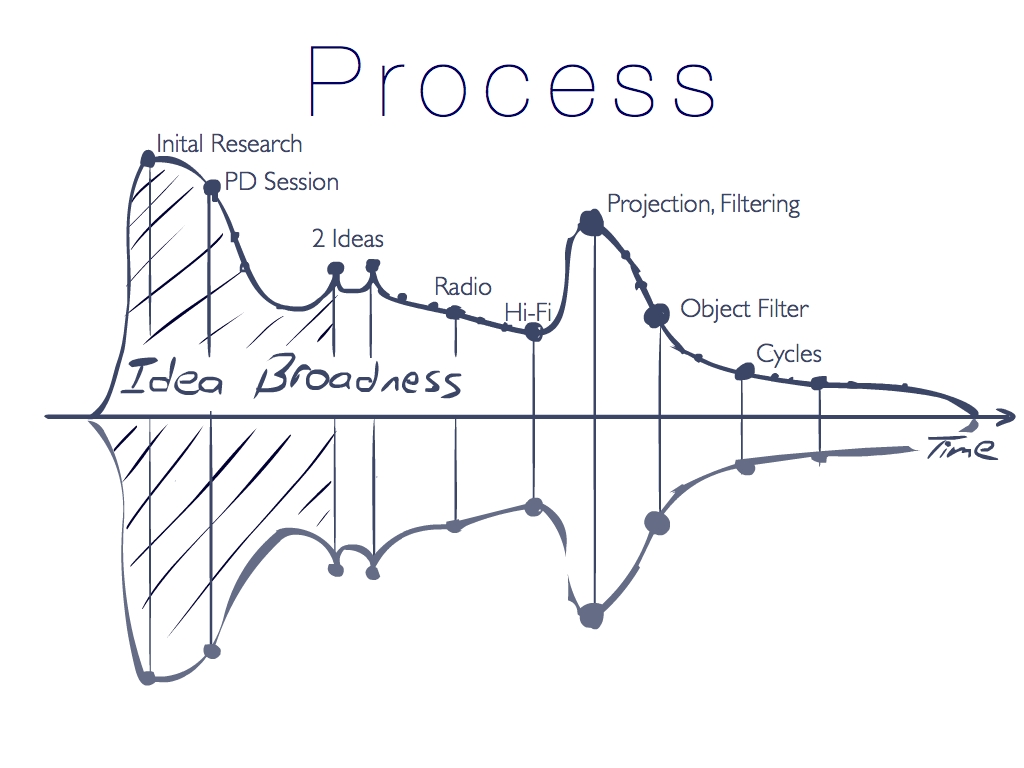 Process
Inital Research
PD Session
2 Ideas
Radio
Hi-Fi
Projection, Filtering
Object Filter
Cycles
Idea Broadness
Time